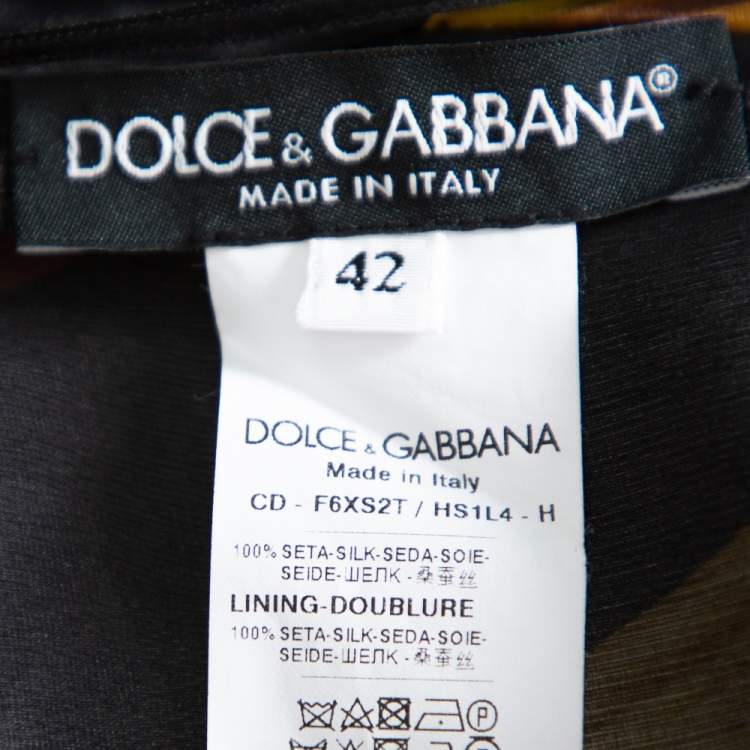 DOLCE & GABBANA®
MADE IN ITALY
42
DOLCE & GABBANA
Made in Italy
CD - F6XS2T / HS1L4 - H
100% SETA-SILK-SEDA-SOIE-
SEIDE-ШЕЛК - 桑蚕丝
LINING-DOUBLURE
100% SETA-SILK-SEDA-SOIE-
SEIDE-ШЕЛК - 桑蚕丝
P